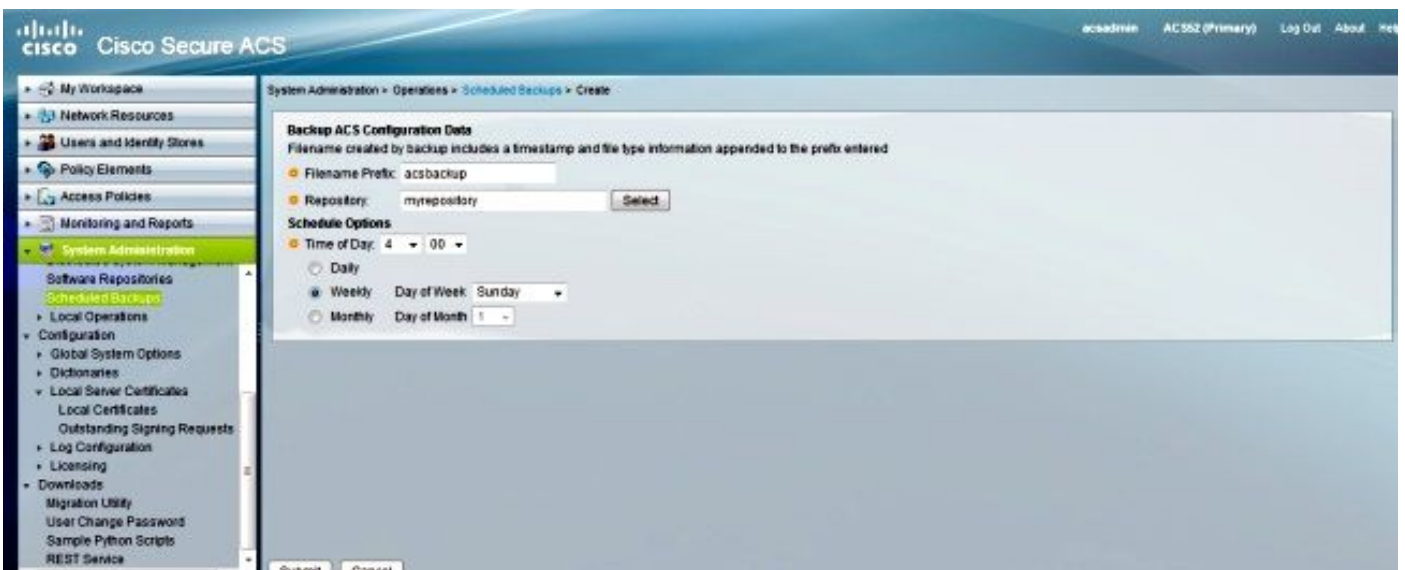 cisco Cisco Secure ACS
acsadmin ACS52 (Primary) Log Out About Help
My Workspace
Network Resources
Users and Identity Stores
Policy Elements
Access Policies
Monitoring and Reports
System Administration
Software Repositories
Scheduled Backups
Local Operations
Configuration
Global System Options
Dictionaries
Local Server Certificates
Local Certificates
Outstanding Signing Requests
Log Configuration
Licensing
Downloads
Migration Utility
User Change Password
Sample Python Scripts
REST Service
System Administration > Operations > Scheduled Backups > Create
Backup ACS Configuration Data
Filename created by backup includes a timestamp and file type information appended to the prefix entered
Filename Prefix: acsbackup
Repository: myrepository Select
Schedule Options
Time of Day: 4 00
Daily
Weekly Day of Week Sunday
Monthly Day of Month 1
Submit Cancel